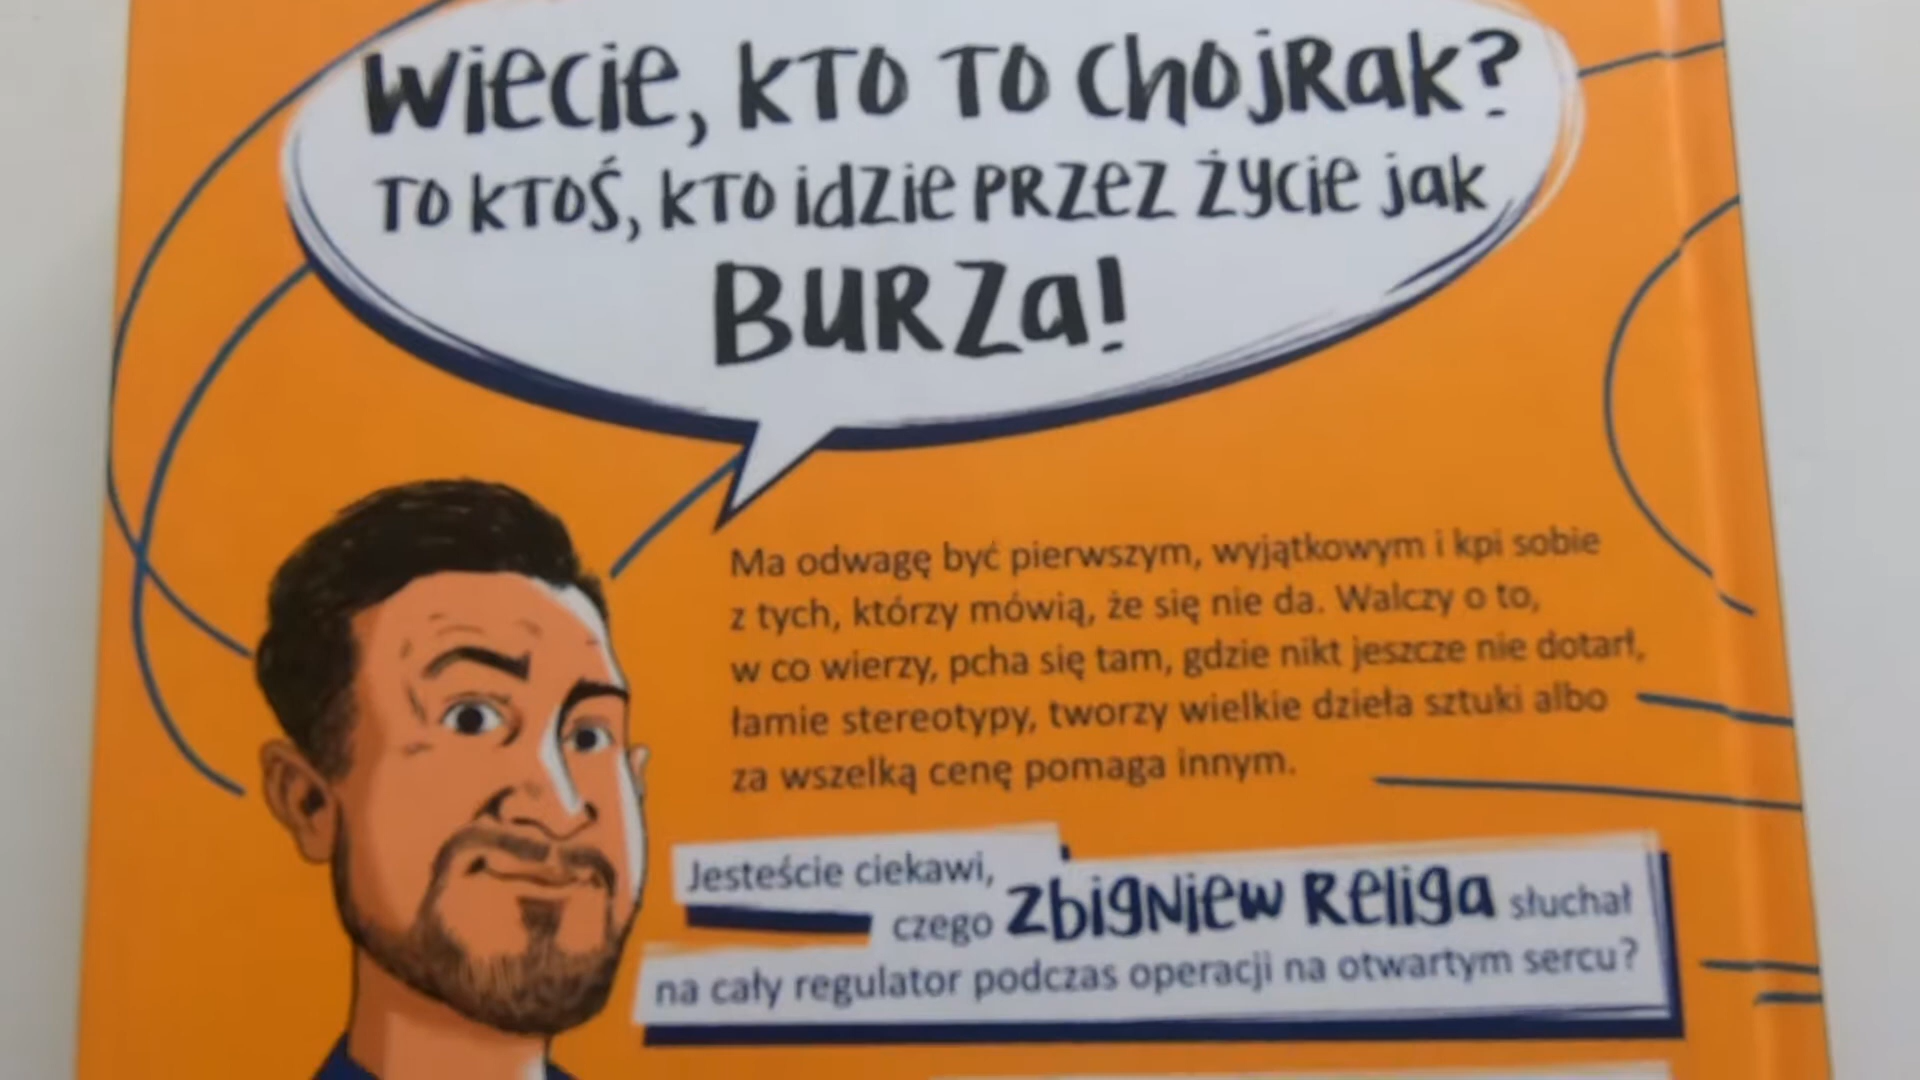 Wiecie, kto to chojrak?
To ktoś, kto idzie przez życie jak
BURZA!
Ma odwagę być pierwszym, wyjątkowym i kpi sobie
z tych, którzy mówią, że się nie da. Walczy o to,
w co wierzy, pcha się tam, gdzie nikt jeszcze nie dotarł,
łamie stereotypy, tworzy wielkie dzieła sztuki albo
za wszelką cenę pomaga innym.
Jesteście ciekawi,
czego Zbigniew Religa słuchał
na cały regulator podczas operacji na otwartym sercu?